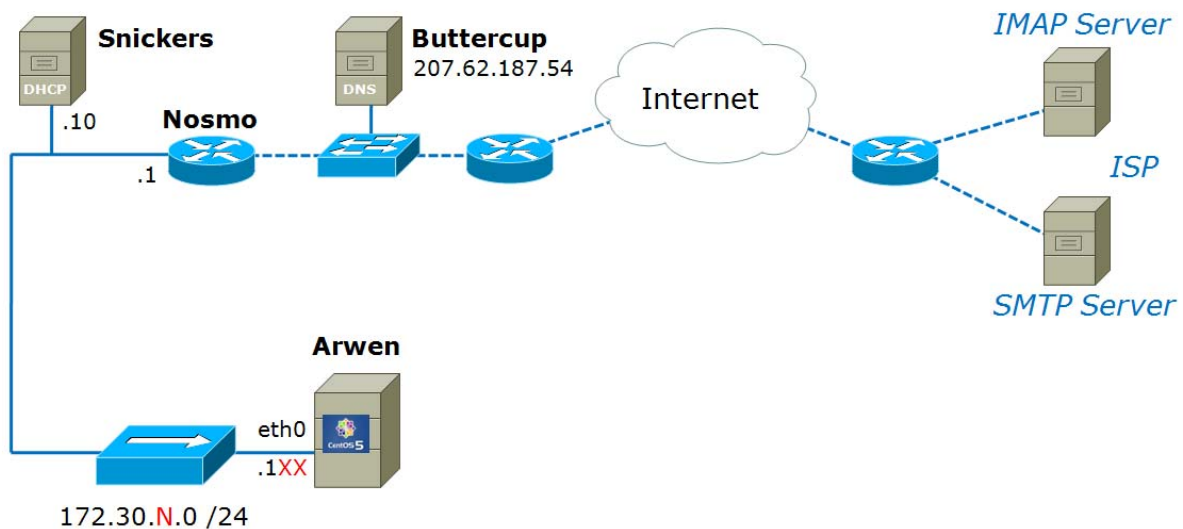 Snickers
DHCP
.10
Nosmo
.1
Buttercup
207.62.187.54
DNS
Internet
IMAP Server
ISP
SMTP Server
Arwen
eth0
.1XX
CentOS 5
172.30.N.0 /24